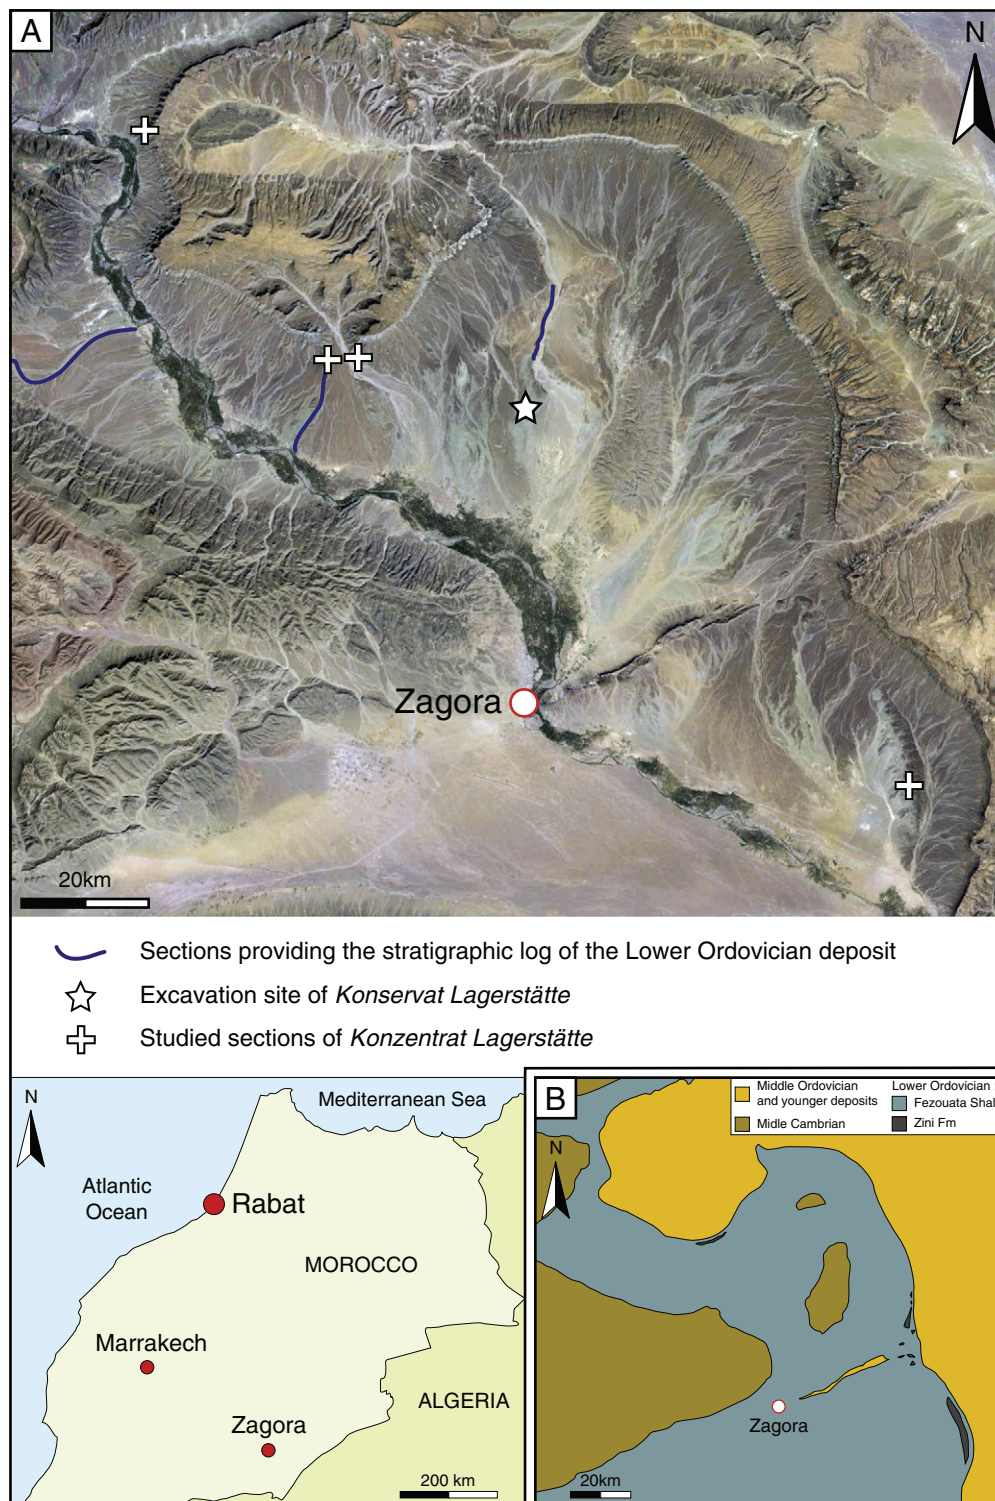 A
N
Zagora
20km
Sections providing the stratigraphic log of the Lower Ordovician deposit
Excavation site of Konservat Lagerstätte
Studied sections of Konzentrat Lagerstätte
N
Mediterranean Sea
Atlantic
Ocean
Rabat
MOROCCO
Marrakech
Zagora
ALGERIA
200 km
B
Middle Ordovician
and younger deposits
Midle Cambrian
Lower Ordovician
Fezouata Shal
Zini Fm
N
Zagora
20km